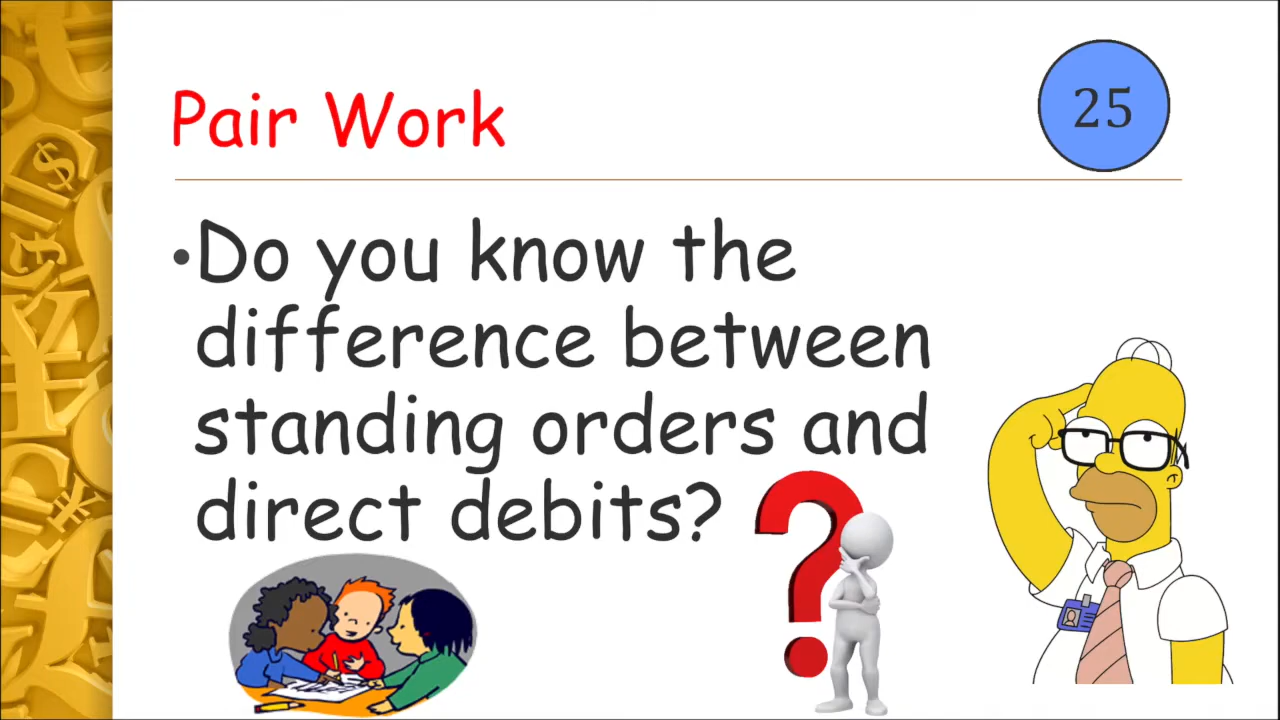 Pair Work
25
•Do you know the
difference between
standing orders and
direct debits?